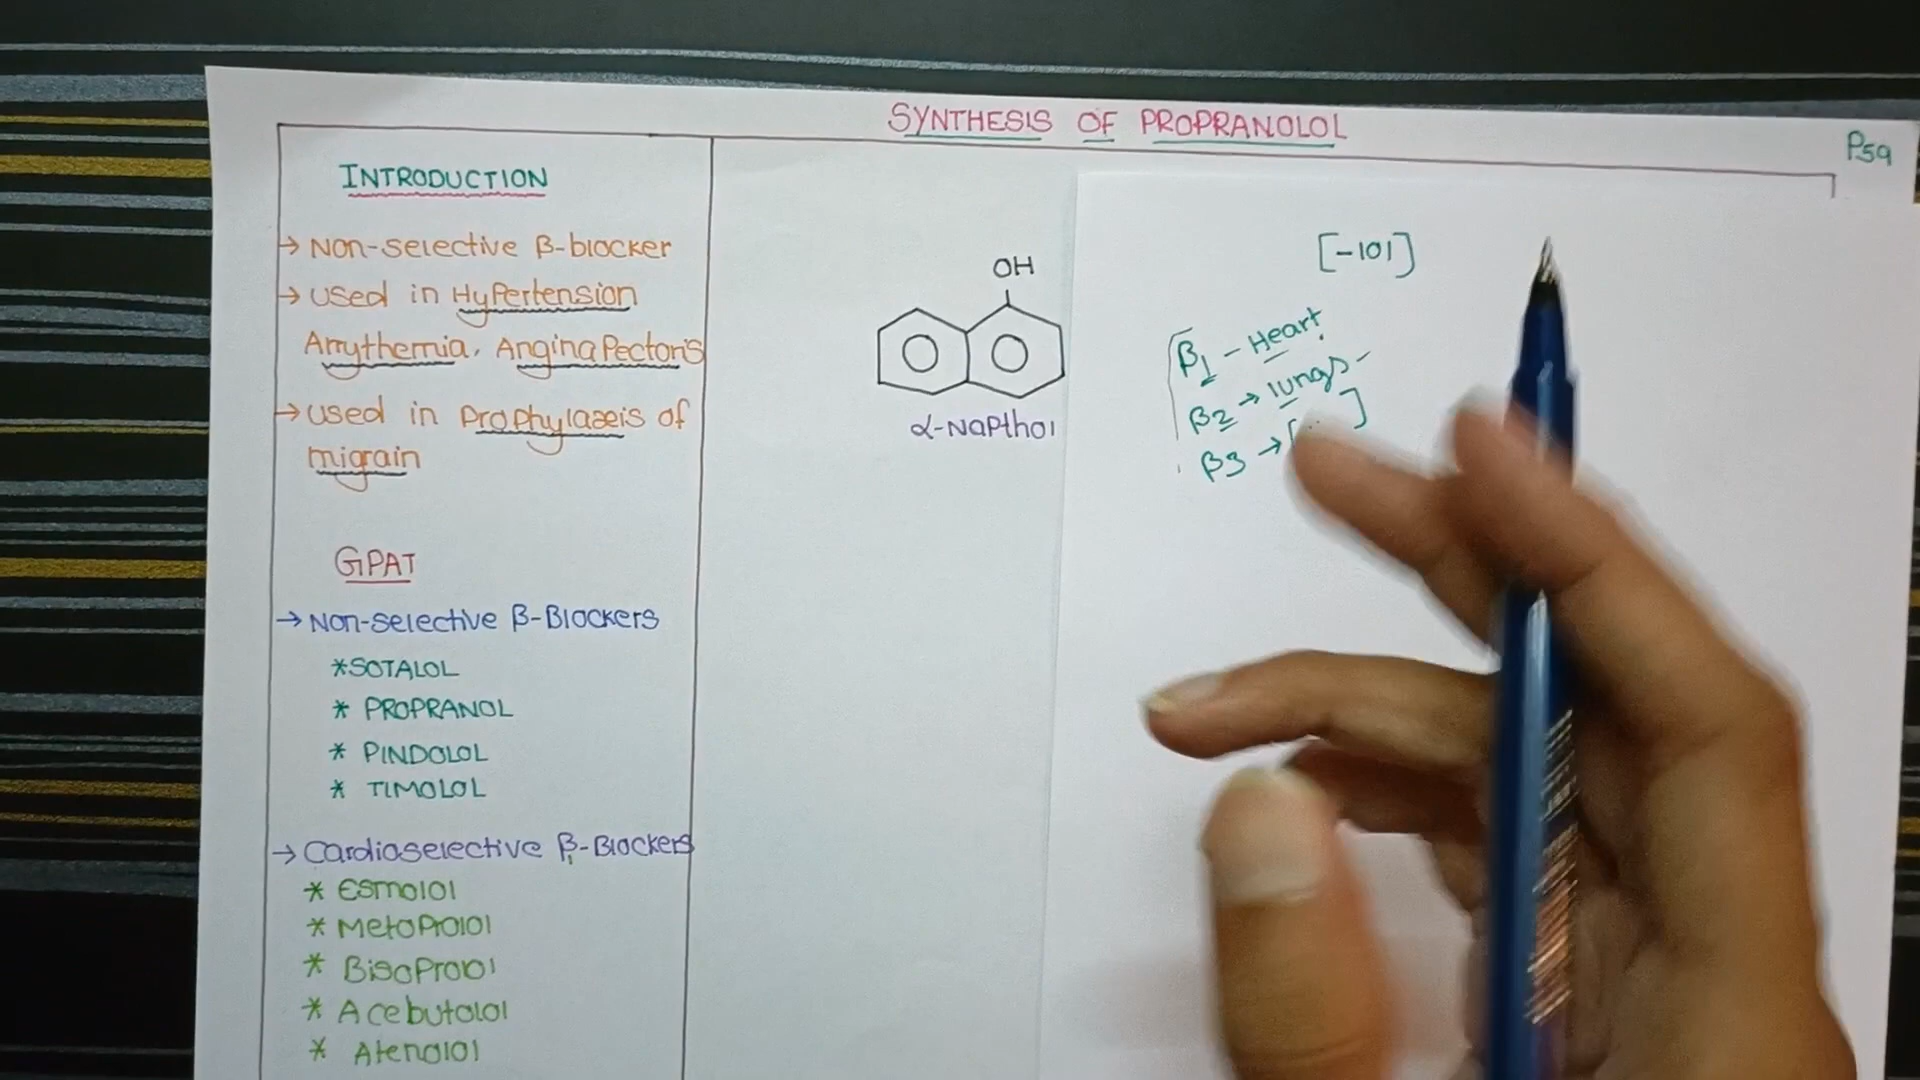 SYNTHESIS OF PROPRANOLOL
P59
INTRODUCTION
→ Non-selective β-blocker
→ used in Hypertension
Arrythemia, Angina Pectoris
→ used in Prophylaxeis of
migrain
GPAT
→ Non-selective β-Blockers
* SOTALOL
* PROPRANOL
* PINDOLOL
* TIMOLOL
→ Cardioselective β1-Blockers
* Esmolol
* Metoprolol
* Bisoprolol
* Acebutolol
* Atenolol
OH
α-Napthol
[-lol]
β1 - Heart
β2 → lungs -
β3 → [... ]